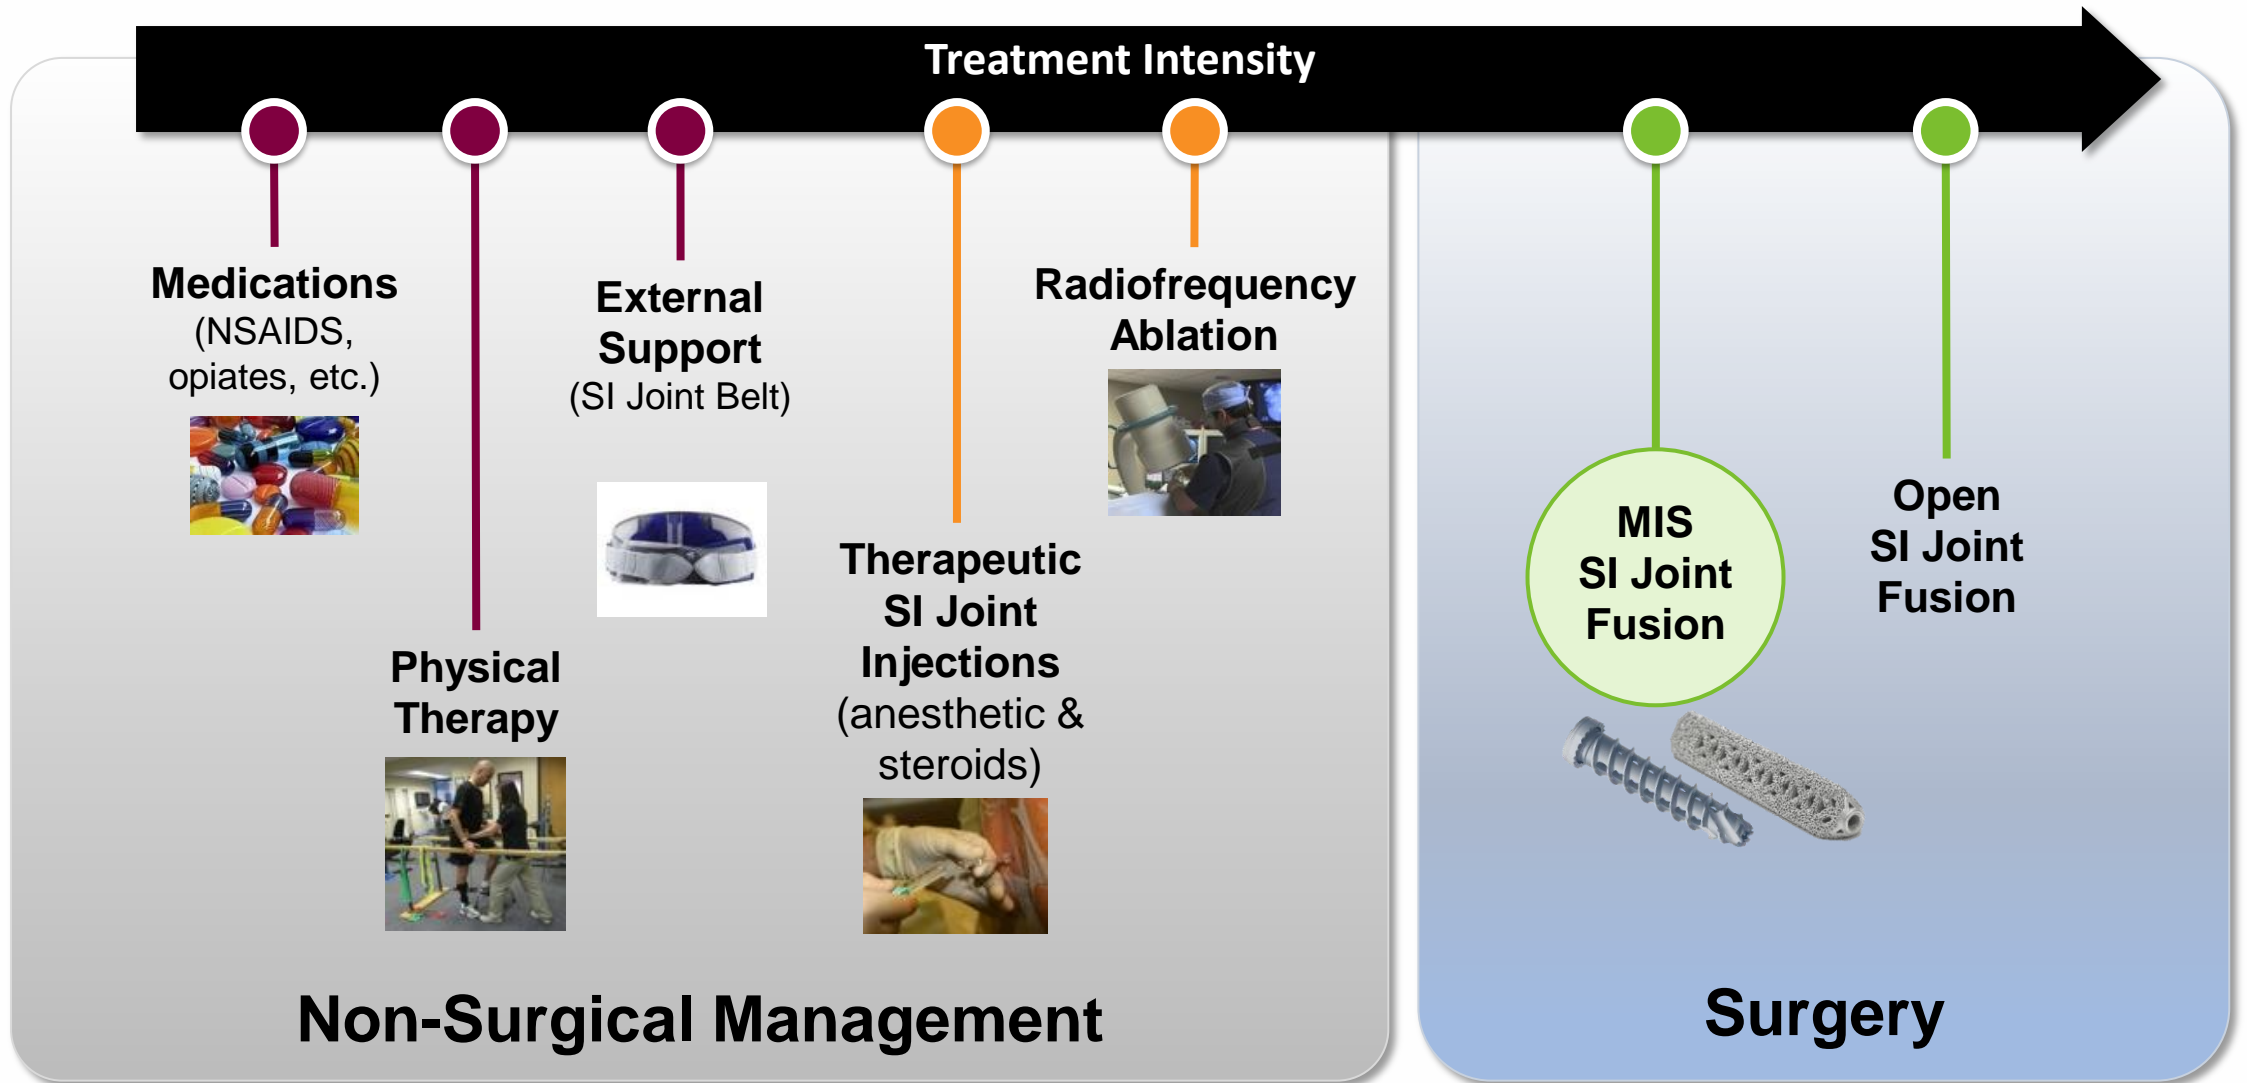 Treatment Intensity
Medications
(NSAIDS,
opiates, etc.)
Physical
Therapy
External
Support
(SI Joint Belt)
Therapeutic
SI Joint
Injections
(anesthetic &
steroids)
Radiofrequency
Ablation
MIS
SI Joint
Fusion
Open
SI Joint
Fusion
Non-Surgical Management
Surgery